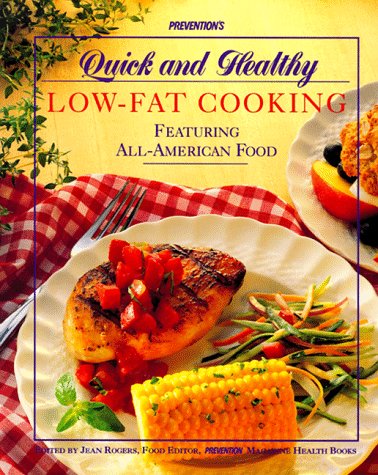 PREVENTION'S
Quick and Healthy
LOW-FAT COOKING
FEATURING
ALL-AMERICAN FOOD
EDITED BY JEAN ROGERS, FOOD EDITOR, PREVENTION MAGAZINE HEALTH BOOKS